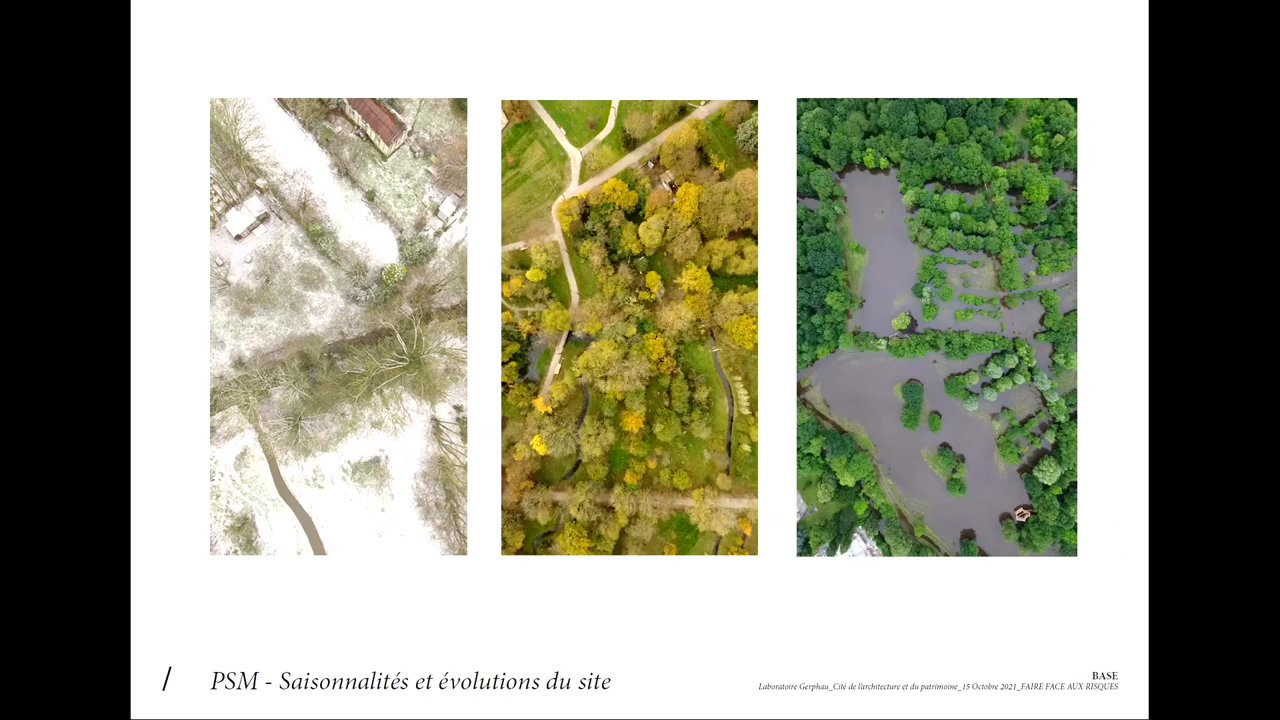 / PSM - Saisonnalités et évolutions du site
BASE
Laboratoire Gerphau_Cité de l'architecture et du patrimoine_15 Octobre 2021_FAIRE FACE AUX RISQUES